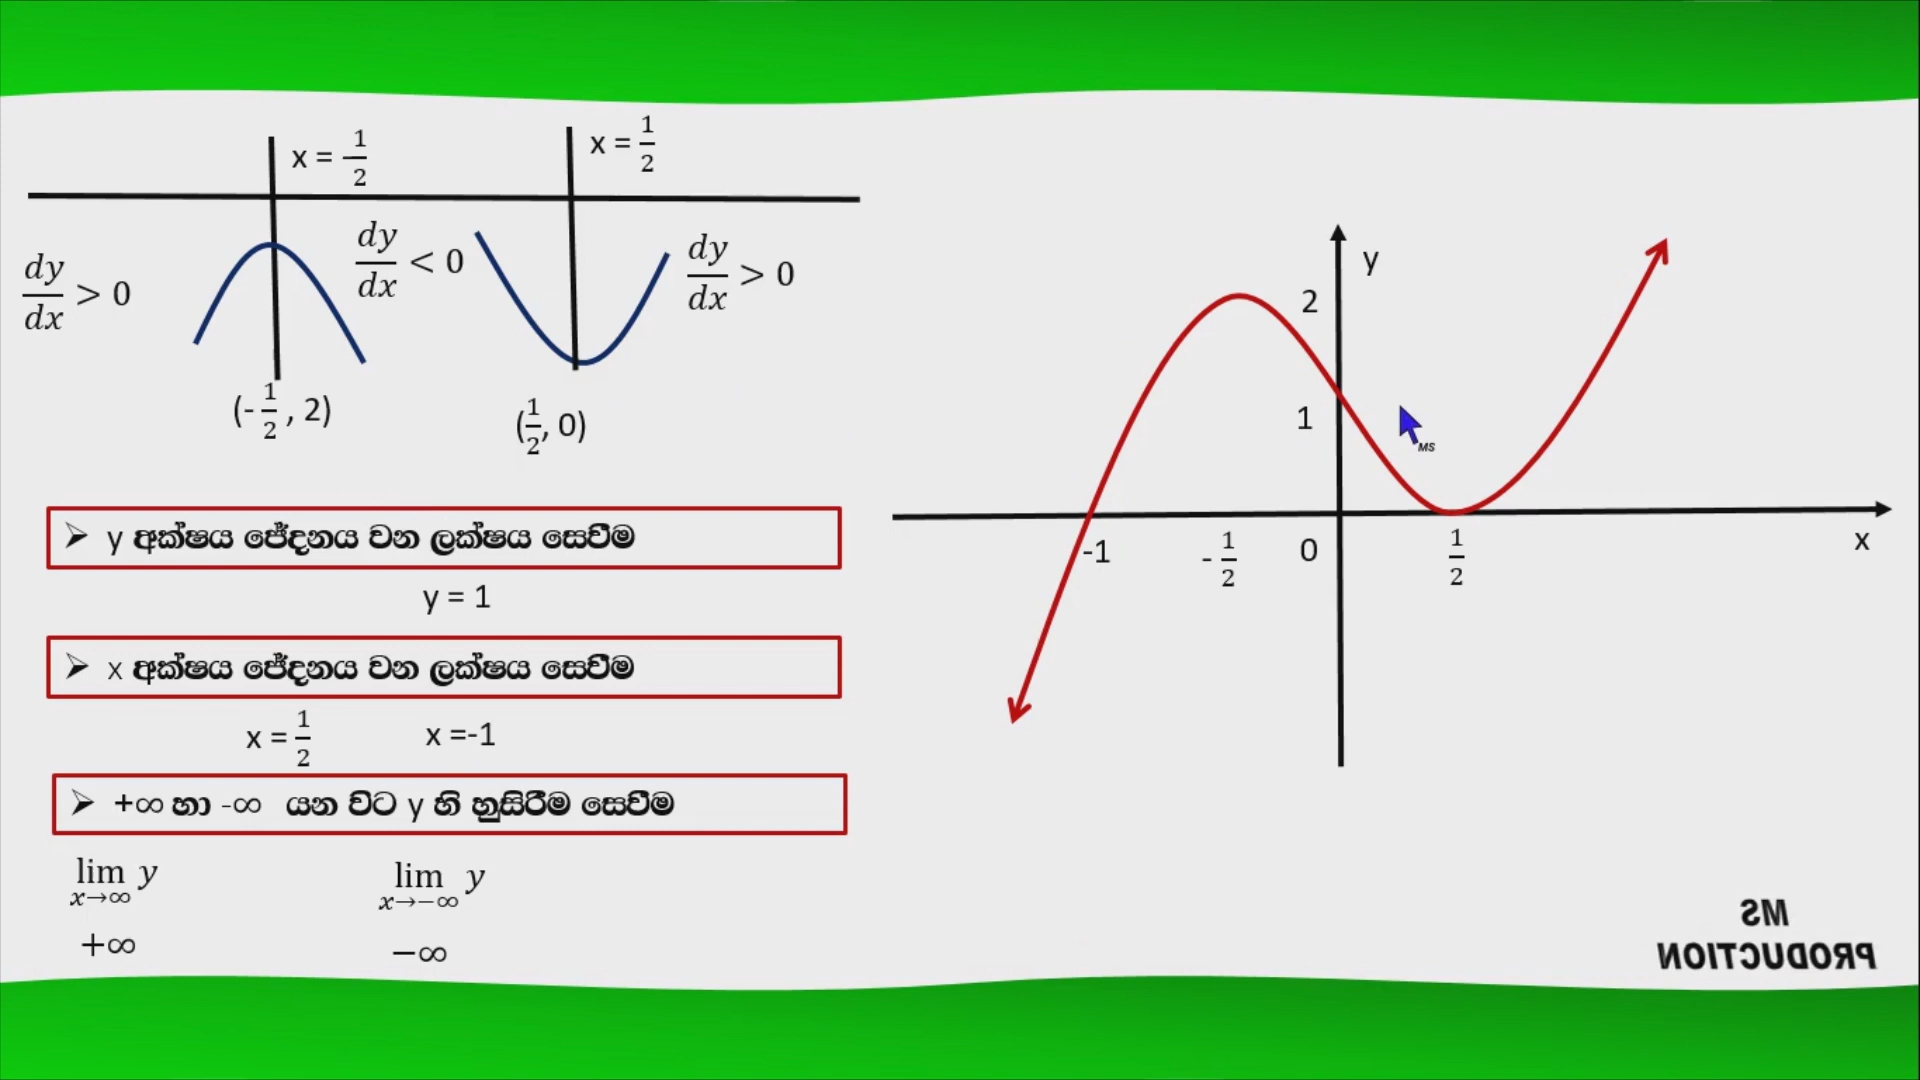 x = -1/2
x = 1/2
dy/dx > 0
dy/dx < 0
dy/dx > 0
(-1/2 , 2)
(1/2, 0)
➢ y අක්ෂය ඡේදනය වන ලක්ෂය සෙවීම
y = 1
➢ x අක්ෂය ඡේදනය වන ලක්ෂය සෙවීම
x = 1/2 x =-1
➢ +∞ හා -∞ යන විට y හි හැසිරීම සෙවීම
lim x→∞ y lim x→−∞ y
+∞ −∞
y
2
1
-1 -1/2 0 1/2 x
MS
MS
PRODUCTION